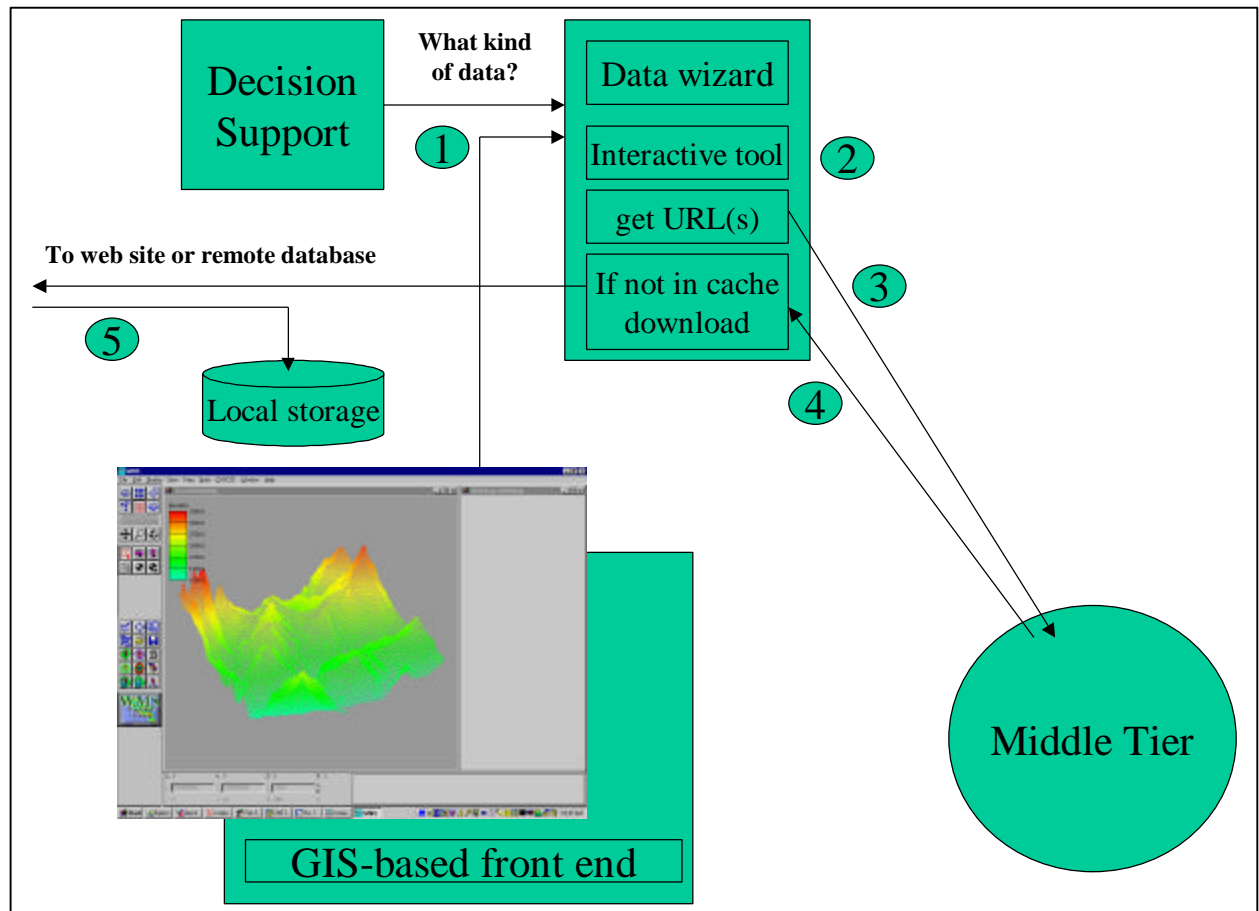 Decision
Support
What kind
of data?
1
Data wizard
Interactive tool
2
get URL(s)
To web site or remote database
If not in cache
download
3
5
4
Local storage
WMS
Middle Tier
GIS-based front end